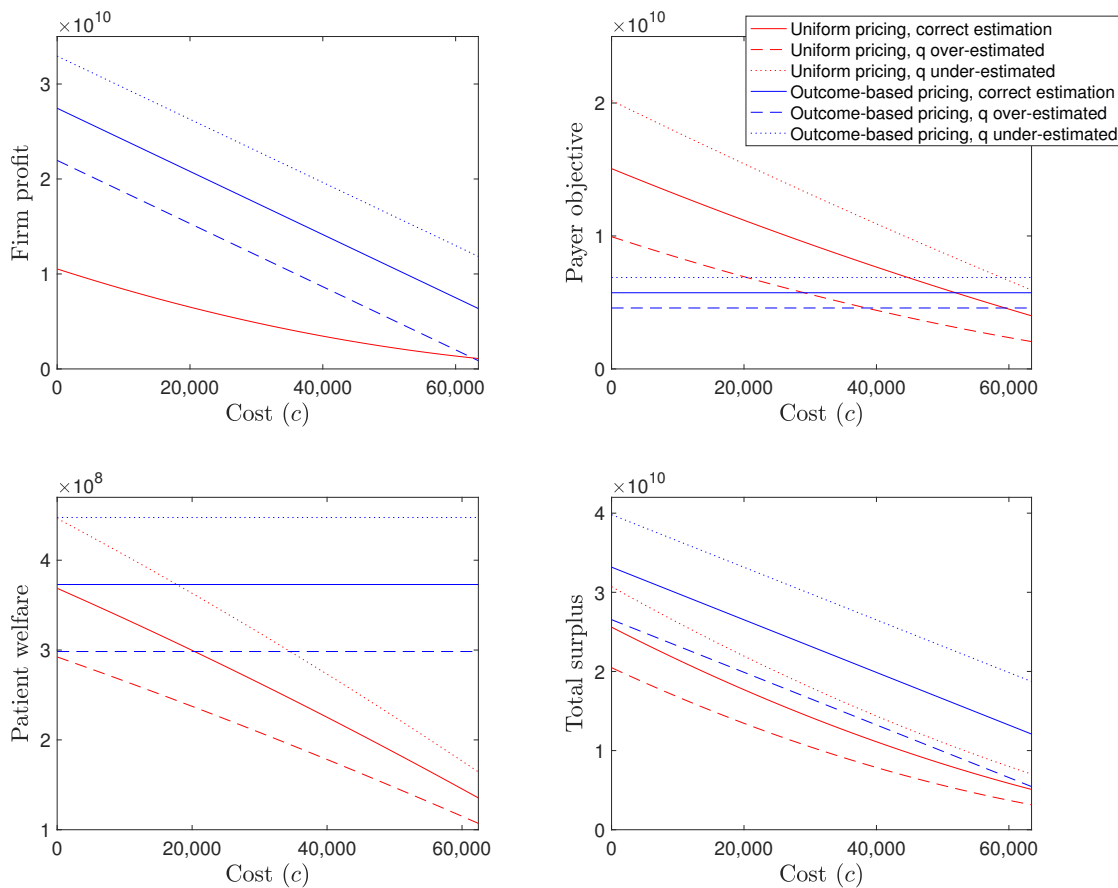 ×10^10
Firm profit
3
2
1
0
0 20,000 40,000 60,000
Cost (c)
×10^10
Payer objective
2
1
0
0 20,000 40,000 60,000
Cost (c)
Uniform pricing, correct estimation
Uniform pricing, q over-estimated
Uniform pricing, q under-estimated
Outcome-based pricing, correct estimation
Outcome-based pricing, q over-estimated
Outcome-based pricing, q under-estimated
×10^8
Patient welfare
4
3
2
1
0 20,000 40,000 60,000
Cost (c)
×10^10
Total surplus
4
3
2
1
0
0 20,000 40,000 60,000
Cost (c)